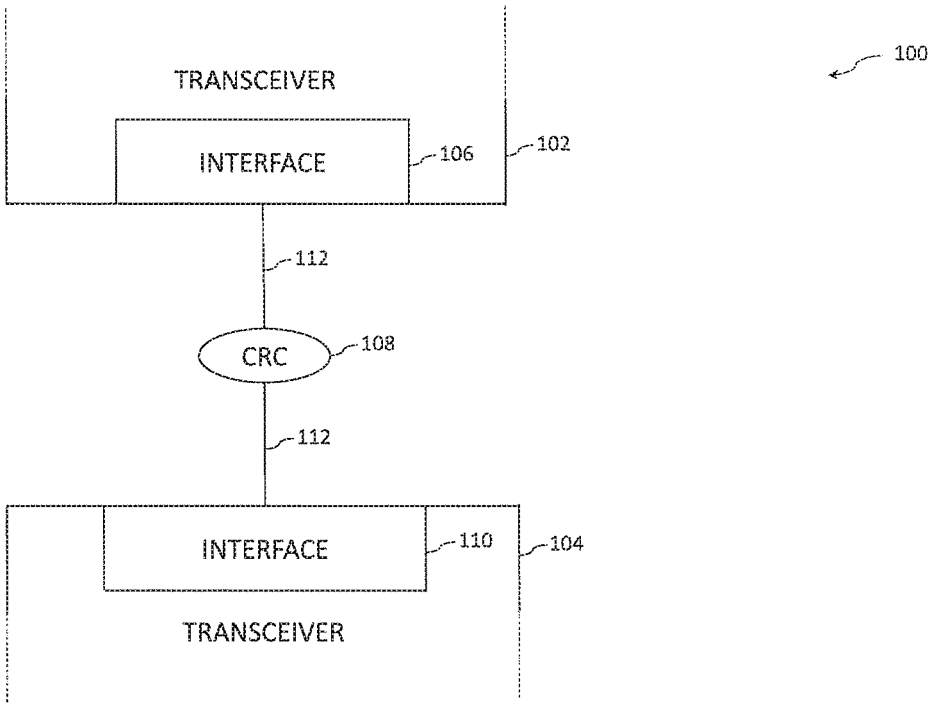 100
TRANSCEIVER
102
INTERFACE
106
112
CRC
108
112
INTERFACE
110
104
TRANSCEIVER